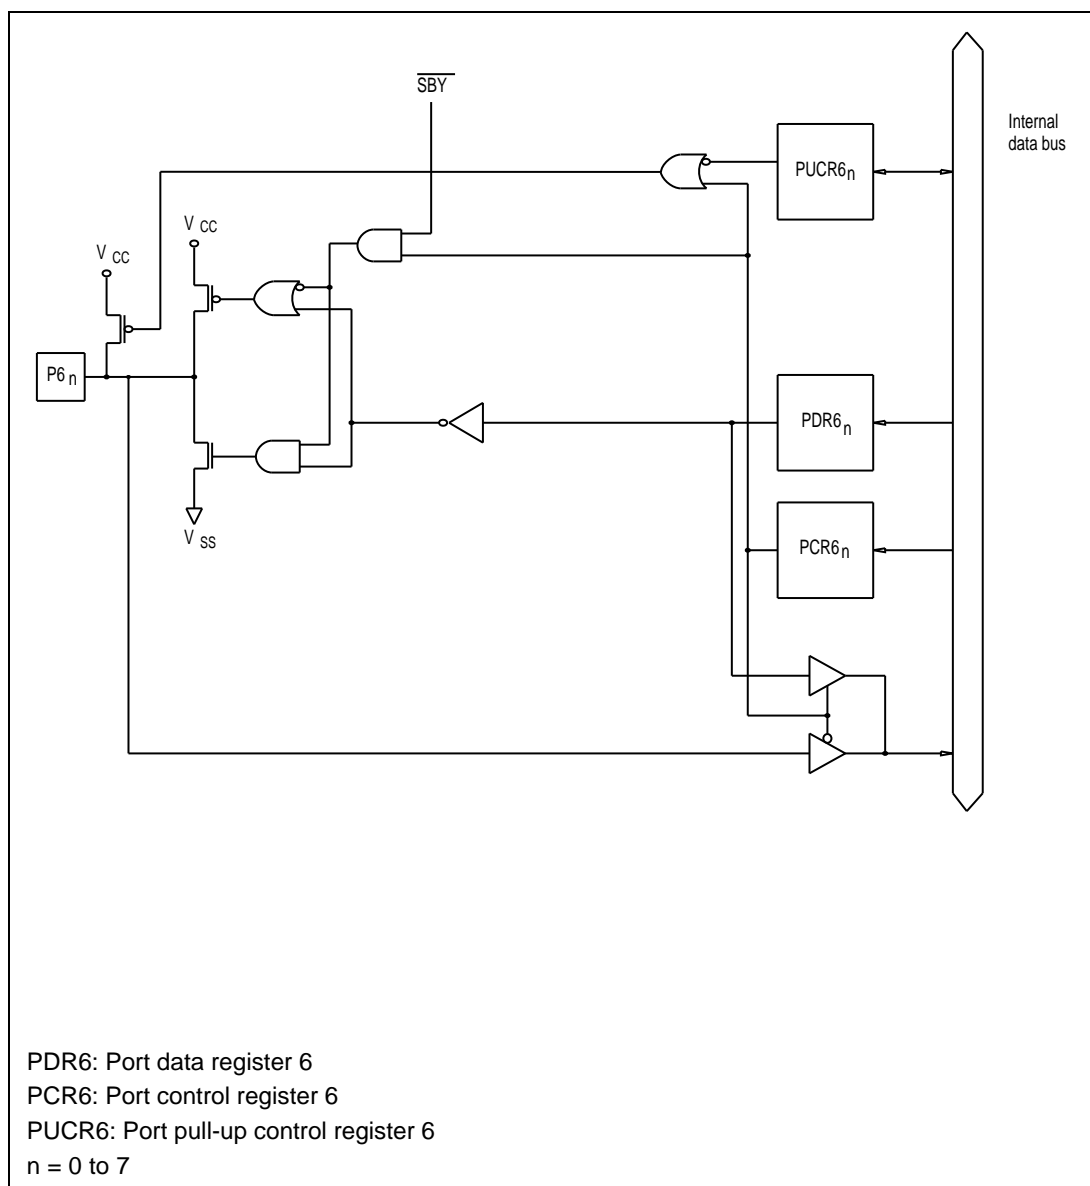 SBY
Internal
data bus
PUCR6n
VCC
VCC
P6n
PDR6n
VSS
PCR6n
PDR6: Port data register 6
PCR6: Port control register 6
PUCR6: Port pull-up control register 6
n = 0 to 7